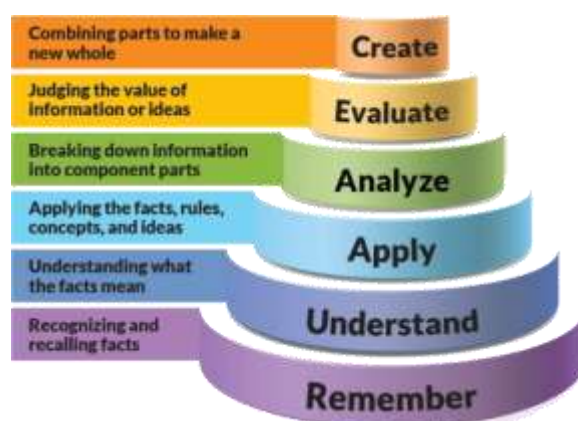 Combining parts to make a
new whole
Create
Judging the value of
information or ideas
Evaluate
Breaking down information
into component parts
Analyze
Applying the facts, rules,
concepts, and ideas
Apply
Understanding what
the facts mean
Understand
Recognizing and
recalling facts
Remember